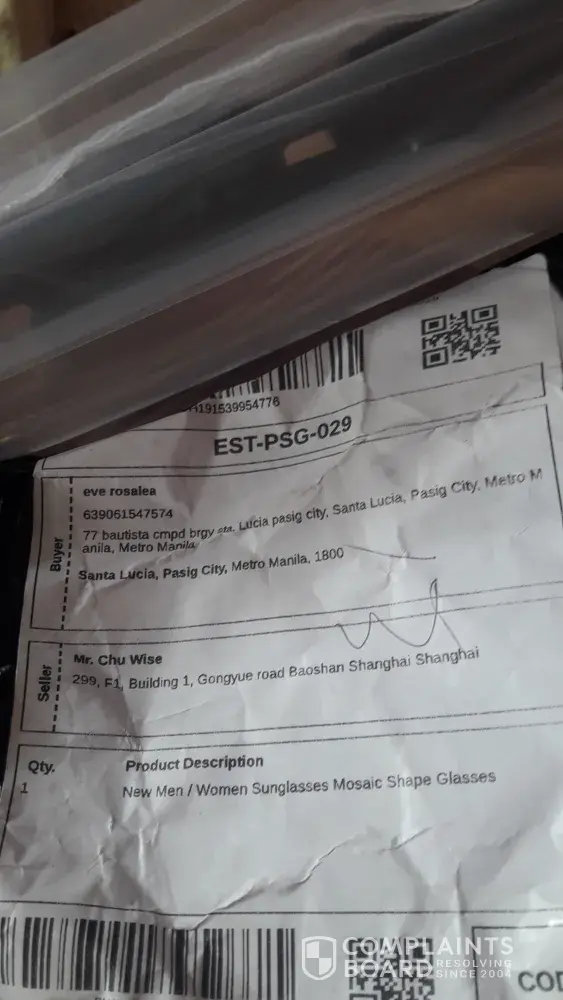 191539954776
EST-PSG-029
Buyer
eve rosalea
639061547574
77 bautista cmpd brgy sta. Lucia pasig city, Santa Lucia, Pasig City, Metro M
anila, Metro Manila
Santa Lucia, Pasig City, Metro Manila, 1800
Seller
Mr. Chu Wise
299, F1, Building 1, Gongyue road Baoshan Shanghai Shanghai
Qty. Product Description
1 New Men / Women Sunglasses Mosaic Shape Glasses
COMPLAINTS
BOARD RESOLVING
SINCE 2004